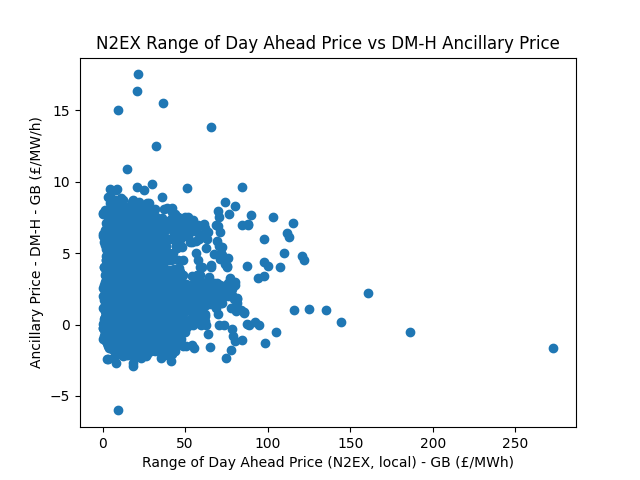 N2EX Range of Day Ahead Price vs DM-H Ancillary Price
15
10
5
0
−5
Ancillary Price - DM-H - GB (£/MW/h)
0 50 100 150 200 250
Range of Day Ahead Price (N2EX, local) - GB (£/MWh)